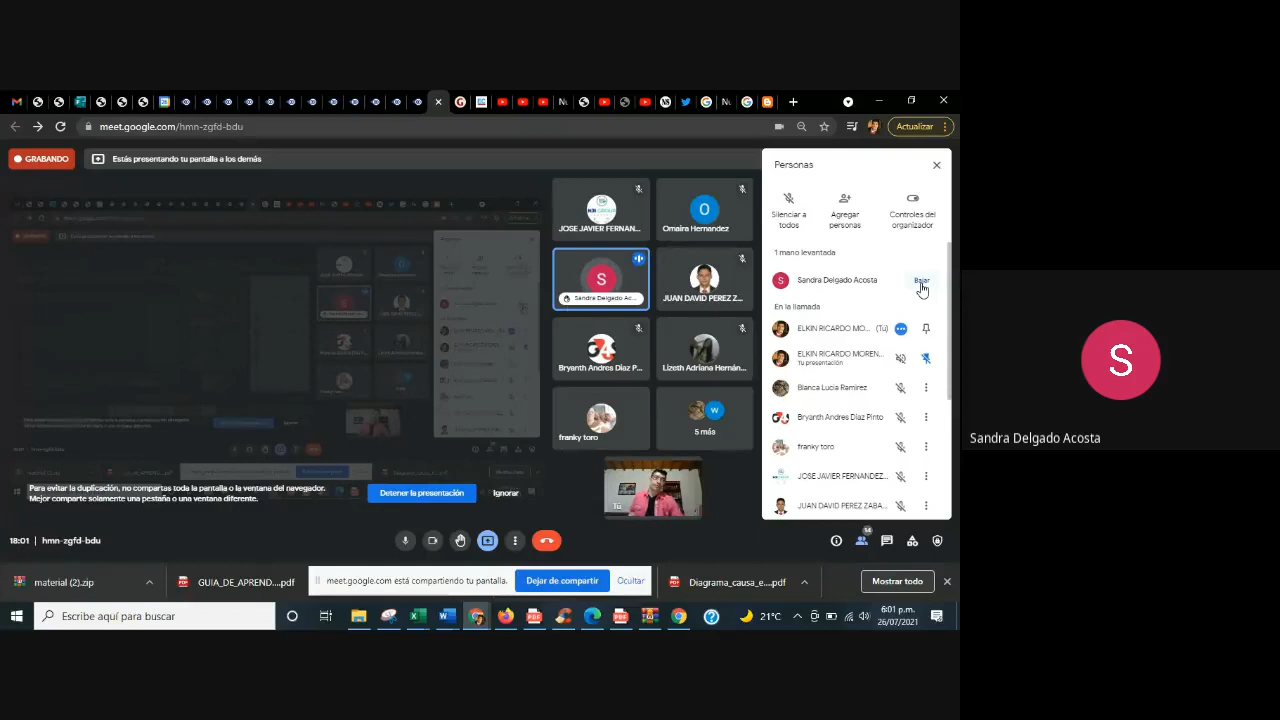 meet.google.com/hmn-zgfd-bdu
Actualizar
GRABANDO
Estás presentando tu pantalla a los demás
JOSE JAVIER FERNAN...
O
Omaira Hernandez
S
Sandra Delgado Ac...
JUAN DAVID PEREZ Z...
Bryanth Andres Diaz P...
Lizeth Adriana Hernán...
franky toro
W
5 más
Tú
Personas
Silenciar a
todos
Agregar
personas
Controles del
organizador
1 mano levantada
S
Sandra Delgado Acosta
Bajar
En la llamada
ELKIN RICARDO MO... (Tú)
ELKIN RICARDO MOREN...
Tu presentación
Blanca Lucia Ramirez
Bryanth Andres Diaz Pinto
franky toro
JOSE JAVIER FERNANDEZ...
JUAN DAVID PEREZ ZABA...
Para evitar la duplicación, no compartas toda la pantalla o la ventana del navegador.
Mejor comparte solamente una pestaña o una ventana diferente.
Detener la presentación
Ignorar
18:01 | hmn-zgfd-bdu
14
material (2).zip
GUIA_DE_APREND....pdf
meet.google.com está compartiendo tu pantalla.
Dejar de compartir
Ocultar
Diagrama_causa_e....pdf
Mostrar todo
Escribe aquí para buscar
21°C
6:01 p.m.
26/07/2021
S
Sandra Delgado Acosta